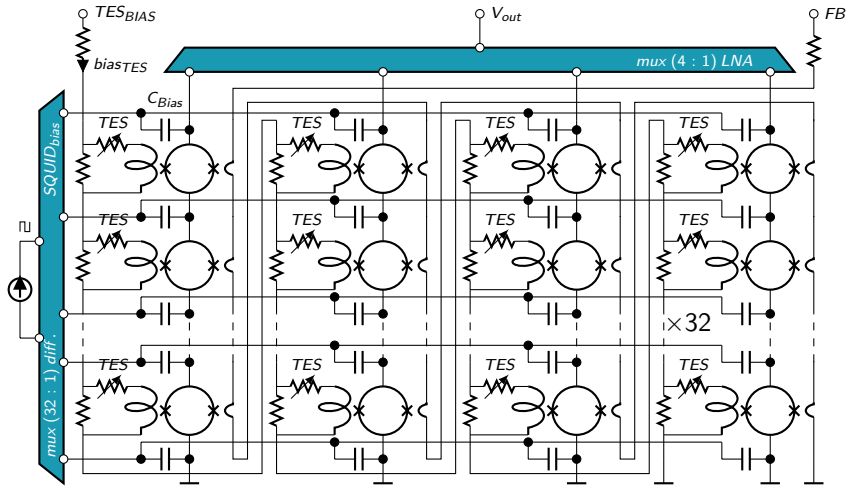 TES_BIAS
V_out
FB
bias_TES
mux (4 : 1) LNA
C_Bias
SQUID_bias
TES
TES
TES
TES
TES
TES
TES
TES
×32
TES
TES
TES
TES
mux (32 : 1) diff .